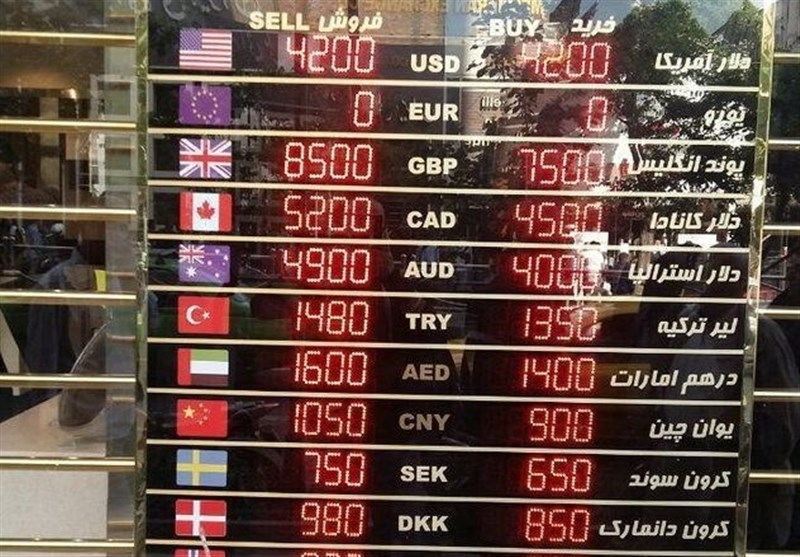 SELL فروش BUY خرید
4200 USD 4200 دلار آمریکا
0 EUR 0 یورو
8500 GBP 7500 پوند انگلیس
5200 CAD 4500 دلار کانادا
4900 AUD 4000 دلار استرالیا
1480 TRY 1350 لیر ترکیه
1600 AED 1400 درهم امارات
1050 CNY 900 یوان چین
750 SEK 650 کرون سوئد
980 DKK 850 کرون دانمارک